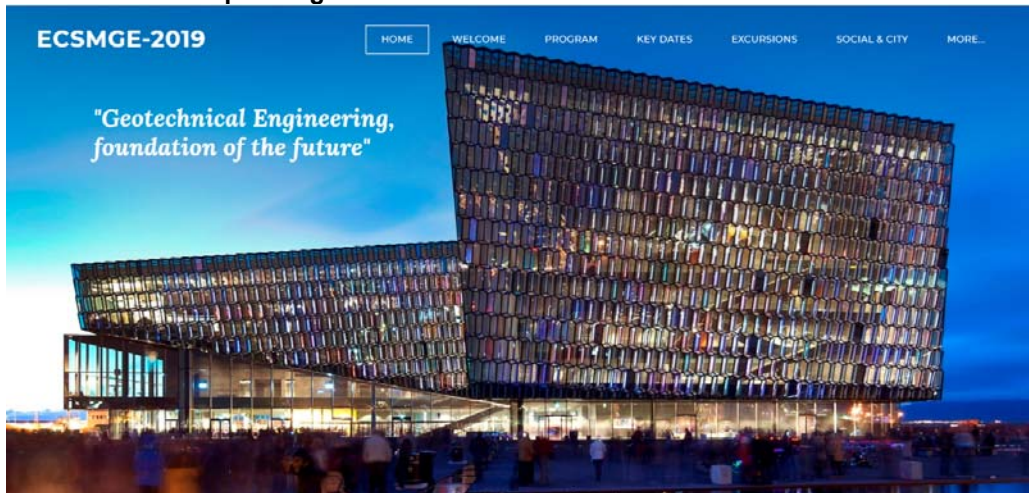 ECSMGE-2019
HOME WELCOME PROGRAM KEY DATES EXCURSIONS SOCIAL & CITY MORE...
"Geotechnical Engineering,
foundation of the future"